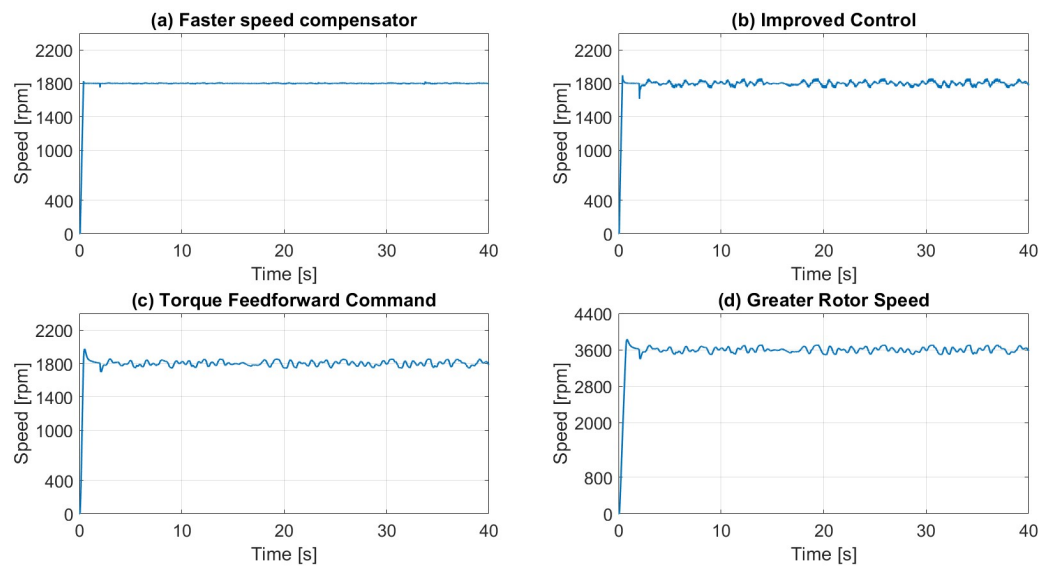 (a) Faster speed compensator
2200
1800
1400
1000
400
0
Speed [rpm]
0 10 20 30 40
Time [s]
(b) Improved Control
2200
1800
1400
1000
400
0
Speed [rpm]
0 10 20 30 40
Time [s]
(c) Torque Feedforward Command
2200
1800
1400
1000
400
0
Speed [rpm]
0 10 20 30 40
Time [s]
(d) Greater Rotor Speed
4400
3600
2800
2000
800
0
Speed [rpm]
0 10 20 30 40
Time [s]